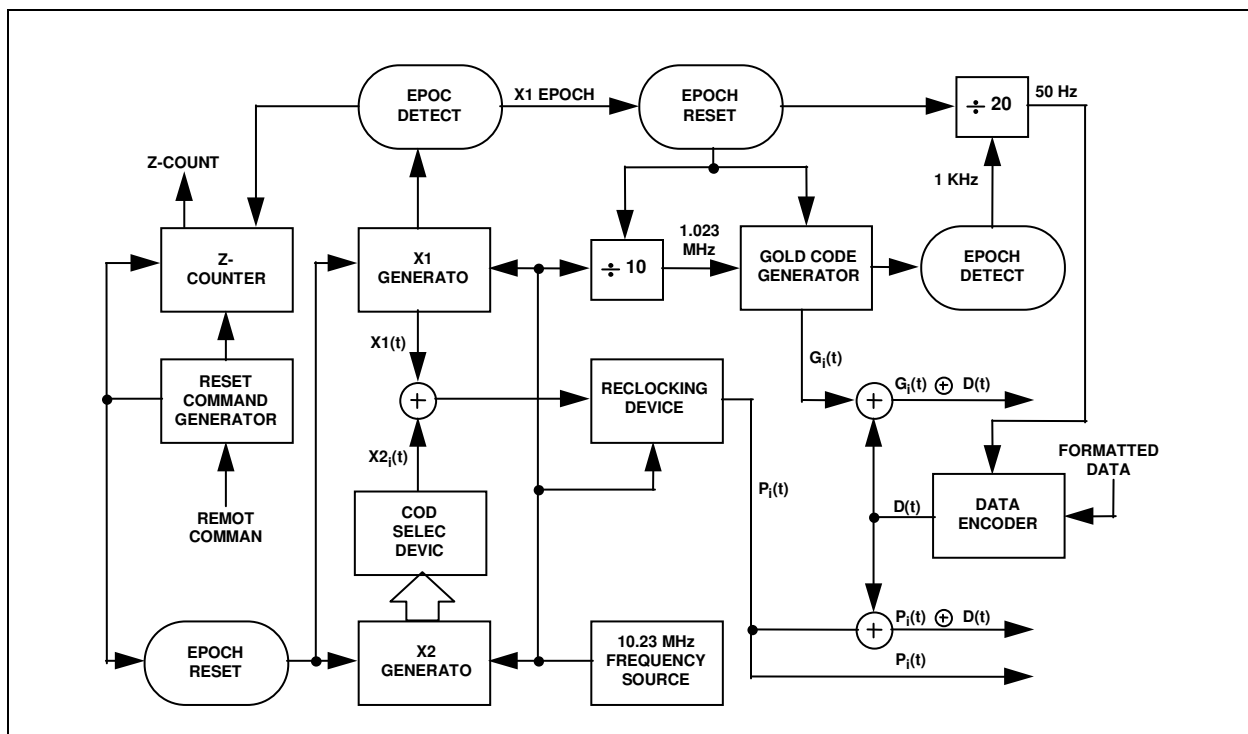 EPOC
DETECT
X1 EPOCH
EPOCH
RESET
÷ 20
50 Hz
Z-COUNT
1 KHz
Z-
COUNTER
X1
GENERATO
÷ 10
1.023
MHz
GOLD CODE
GENERATOR
EPOCH
DETECT
X1(t)
Gi(t)
RESET
COMMAND
GENERATOR
+
RECLOCKING
DEVICE
+
Gi(t) ⊕ D(t)
X2i(t)
FORMATTED
DATA
REMOT
COMMAN
COD
SELEC
DEVIC
Pi(t)
D(t)
DATA
ENCODER
EPOCH
RESET
X2
GENERATO
10.23 MHz
FREQUENCY
SOURCE
+
Pi(t) ⊕ D(t)
Pi(t)